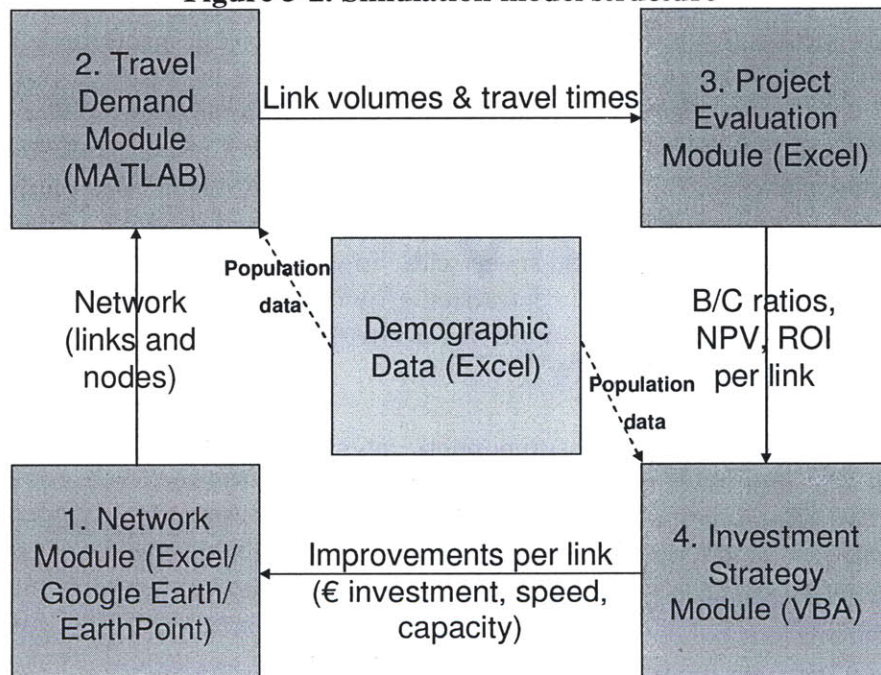 2. Travel
Demand
Module
(MATLAB)
Link volumes & travel times
3. Project
Evaluation
Module (Excel)
Population
data
Network
(links and
nodes)
Demographic
Data (Excel)
B/C ratios,
NPV, ROI
per link
Population
data
1. Network
Module (Excel/
Google Earth/
EarthPoint)
Improvements per link
(€ investment, speed,
capacity)
4. Investment
Strategy
Module (VBA)